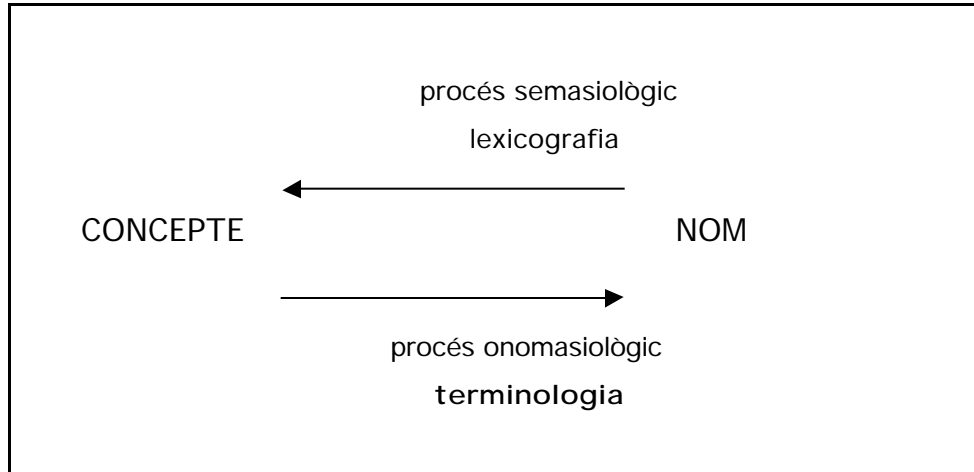 procés semasiològic
lexicografia
CONCEPTE
NOM
procés onomasiològic
terminologia